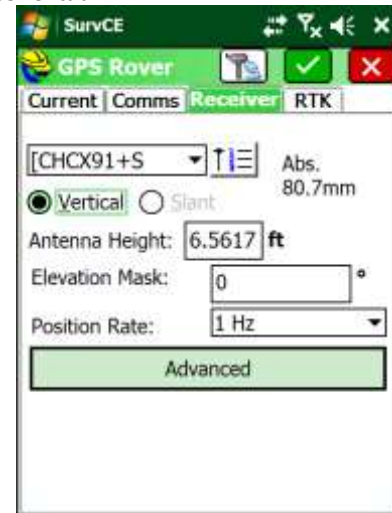 SurvCE
GPS Rover
Current Comms Receiver RTK
[CHCX91+S
Abs.
80.7mm
Vertical Slant
Antenna Height: 6.5617 ft
Elevation Mask: 0 °
Position Rate: 1 Hz
Advanced